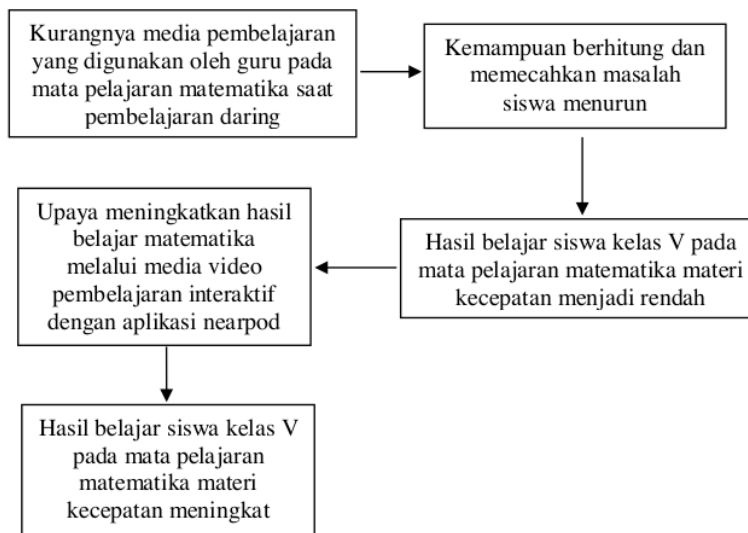 Kurangnya media pembelajaran
yang digunakan oleh guru pada
mata pelajaran matematika saat
pembelajaran daring
Kemampuan berhitung dan
memecahkan masalah
siswa menurun
Hasil belajar siswa kelas V pada
mata pelajaran matematika materi
kecepatan menjadi rendah
Upaya meningkatkan hasil
belajar matematika
melalui media video
pembelajaran interaktif
dengan aplikasi nearpod
Hasil belajar siswa kelas V
pada mata pelajaran
matematika materi
kecepatan meningkat